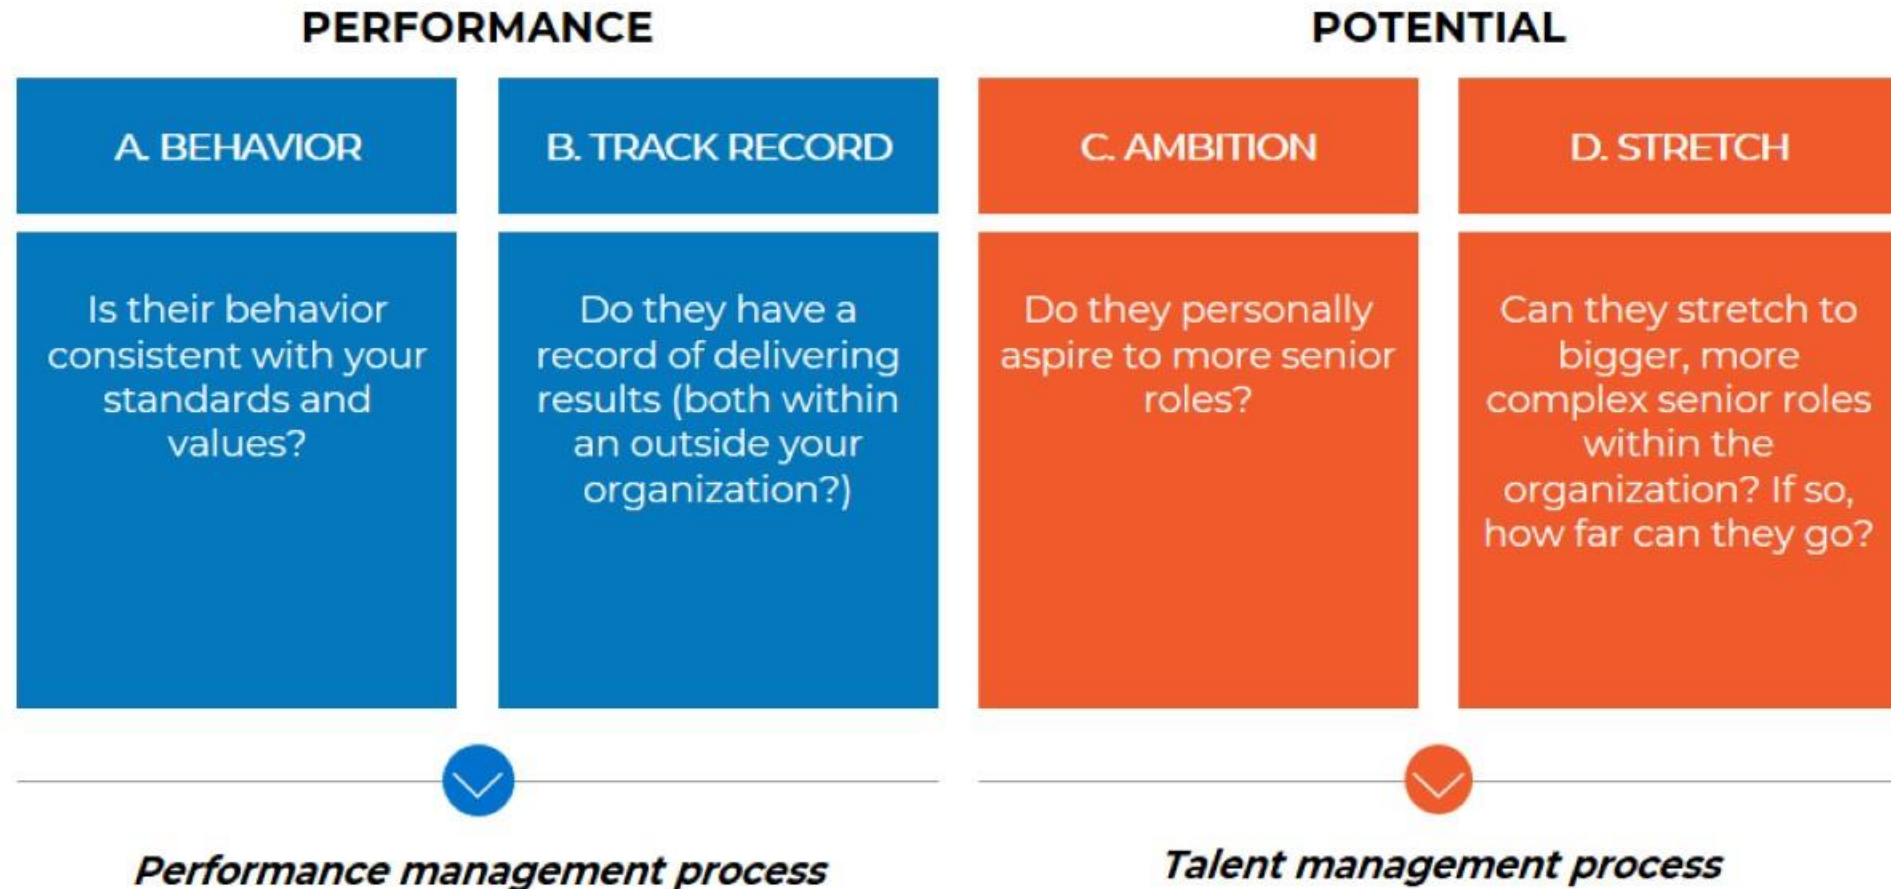 PERFORMANCE
A. BEHAVIOR
Is their behavior
consistent with your
standards and
values?
B. TRACK RECORD
Do they have a
record of delivering
results (both within
an outside your
organization?)
Performance management process
POTENTIAL
C. AMBITION
Do they personally
aspire to more senior
roles?
D. STRETCH
Can they stretch to
bigger, more
complex senior roles
within the
organization? If so,
how far can they go?
Talent management process